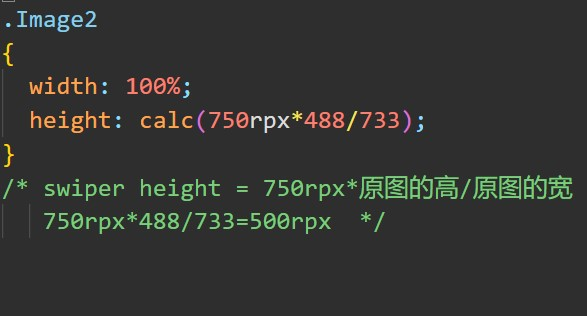 .Image2
{
width: 100%;
height: calc(750rpx*488/733);
}
/* swiper height = 750rpx*原图的高/原图的宽
750rpx*488/733=500rpx */